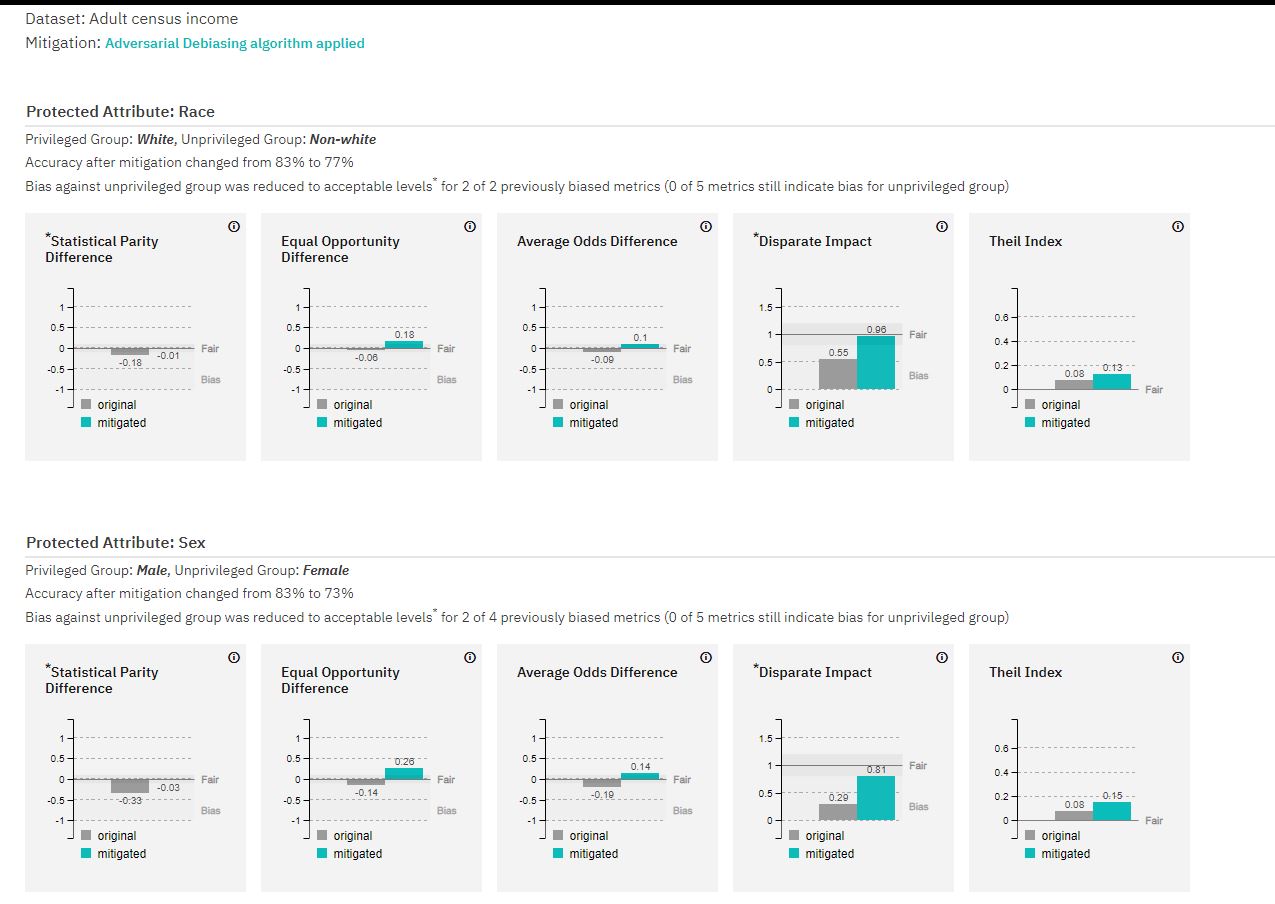 Dataset: Adult census income
Mitigation: Adversarial Debiasing algorithm applied
Protected Attribute: Race
Privileged Group: White, Unprivileged Group: Non-white
Accuracy after mitigation changed from 83% to 77%
Bias against unprivileged group was reduced to acceptable levels* for 2 of 2 previously biased metrics (0 of 5 metrics still indicate bias for unprivileged group)
*Statistical Parity
Difference
1
0.5
0
-0.5
-1
-0.18
-0.01
Fair
Bias
original
mitigated
Equal Opportunity
Difference
1
0.5
0
-0.5
-1
-0.06
0.18
Fair
Bias
original
mitigated
Average Odds Difference
1
0.5
0
-0.5
-1
-0.09
0.1
Fair
Bias
original
mitigated
*Disparate Impact
1.5
1
0.5
0
0.55
0.96
Fair
Bias
original
mitigated
Theil Index
0.6
0.4
0.2
0
0.08
0.13
Fair
original
mitigated
Protected Attribute: Sex
Privileged Group: Male, Unprivileged Group: Female
Accuracy after mitigation changed from 83% to 73%
Bias against unprivileged group was reduced to acceptable levels* for 2 of 4 previously biased metrics (0 of 5 metrics still indicate bias for unprivileged group)
*Statistical Parity
Difference
1
0.5
0
-0.5
-1
-0.33
-0.03
Fair
Bias
original
mitigated
Equal Opportunity
Difference
1
0.5
0
-0.5
-1
-0.14
0.26
Fair
Bias
original
mitigated
Average Odds Difference
1
0.5
0
-0.5
-1
-0.19
0.14
Fair
Bias
original
mitigated
*Disparate Impact
1.5
1
0.5
0
0.29
0.81
Fair
Bias
original
mitigated
Theil Index
0.6
0.4
0.2
0
0.08
0.15
Fair
original
mitigated